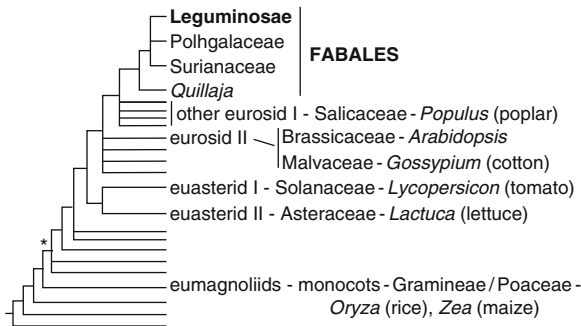 Leguminosae
Polhgalaceae
Surianaceae
FABALES
Quillaja
other eurosid I - Salicaceae - Populus (poplar)
eurosid II
Brassicaceae - Arabidopsis
Malvaceae - Gossypium (cotton)
euasterid I - Solanaceae - Lycopersicon (tomato)
euasterid II - Asteraceae - Lactuca (lettuce)
*
eumagnoliids - monocots - Gramineae / Poaceae -
Oryza (rice), Zea (maize)